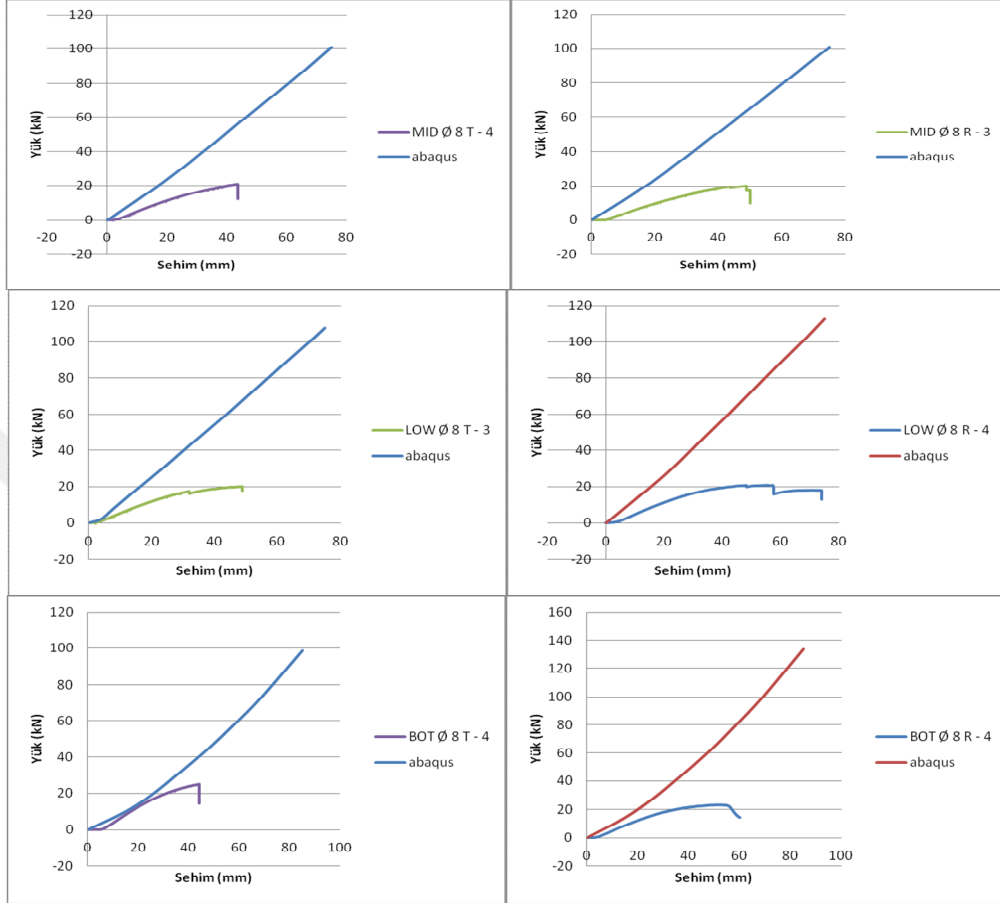 120
100
80
60
40
20
0
-20
-20 0 20 40 60 80
Yük (kN)
Sehim (mm)
MID Ø 8 T - 4
abaqus
120
100
80
60
40
20
0
-20
0 20 40 60 80
Yük (kN)
Sehim (mm)
MID Ø 8 R - 3
abaqus
120
100
80
60
40
20
0
-20
0 20 40 60 80
Yük (kN)
Sehim (mm)
LOW Ø 8 T - 3
abaqus
120
100
80
60
40
20
0
-20
-20 0 20 40 60 80
Yük (kN)
Sehim (mm)
LOW Ø 8 R - 4
abaqus
120
100
80
60
40
20
0
-20
0 20 40 60 80 100
Yük (kN)
Sehim (mm)
BOT Ø 8 T - 4
abaqus
160
140
120
100
80
60
40
20
0
-20
0 20 40 60 80 100
Yük (kN)
Sehim (mm)
BOT Ø 8 R - 4
abaqus